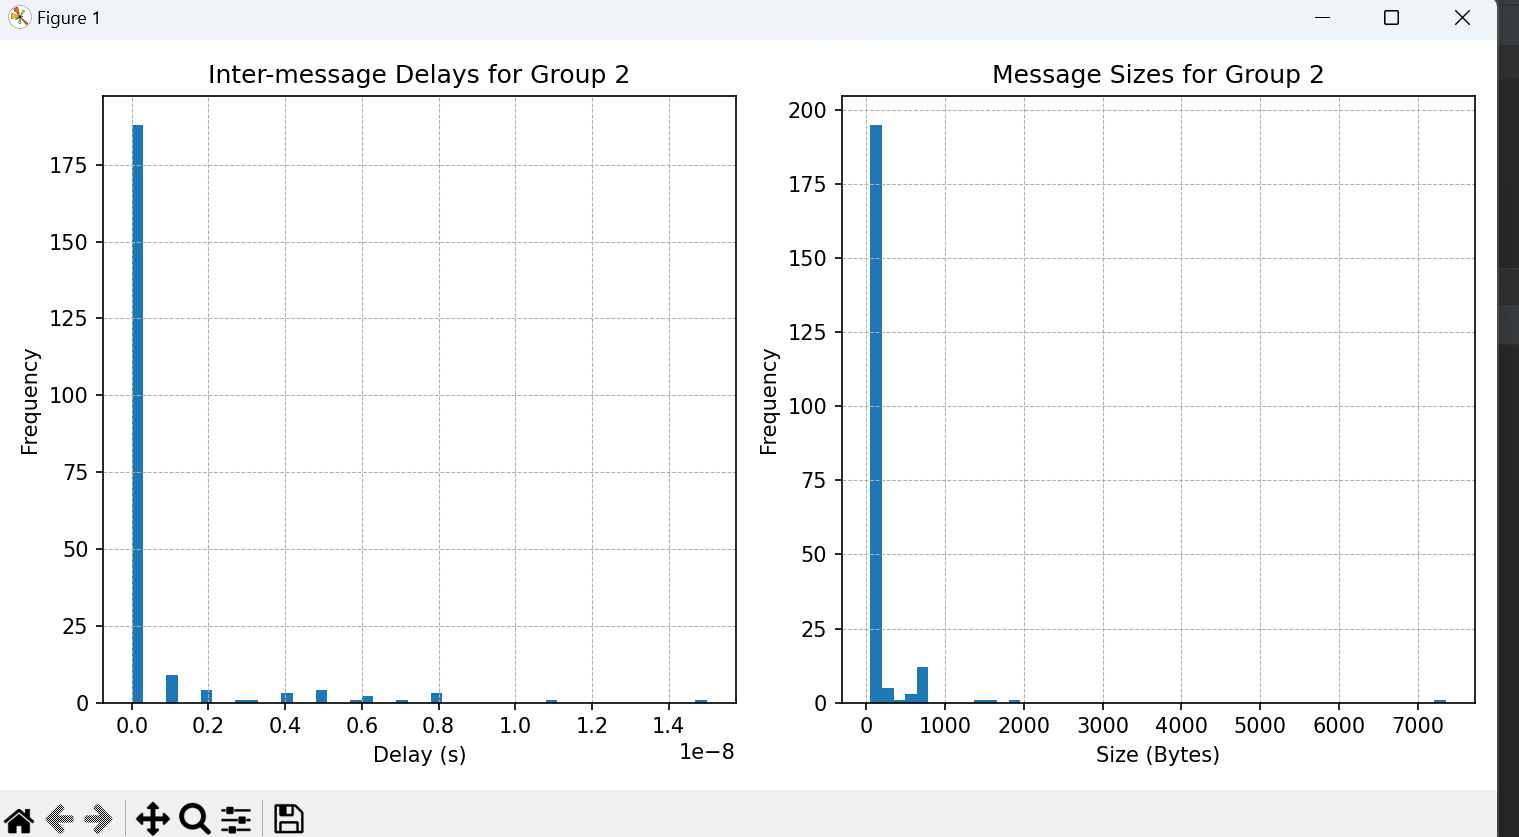 Figure 1
Inter-message Delays for Group 2
175
150
125
100
75
50
25
0
Frequency
0.0 0.2 0.4 0.6 0.8 1.0 1.2 1.4
1e−8
Delay (s)
Message Sizes for Group 2
200
175
150
125
100
75
50
25
0
Frequency
0 1000 2000 3000 4000 5000 6000 7000
Size (Bytes)